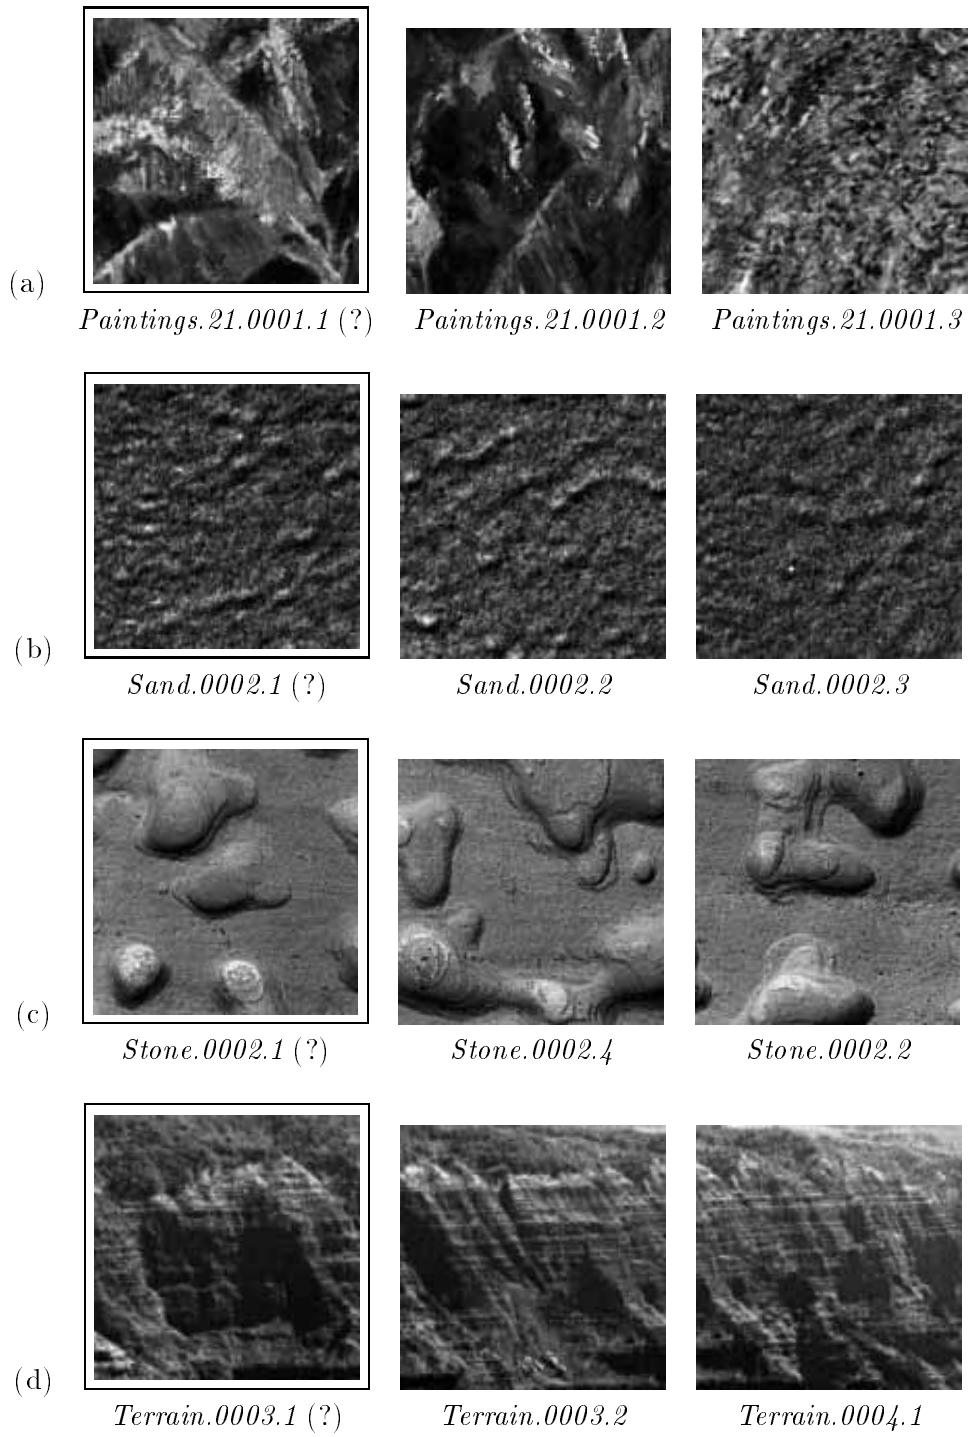 (a)
Paintings.21.0001.1 (?) Paintings.21.0001.2 Paintings.21.0001.3
(b)
Sand.0002.1 (?) Sand.0002.2 Sand.0002.3
(c)
Stone.0002.1 (?) Stone.0002.4 Stone.0002.2
(d)
Terrain.0003.1 (?) Terrain.0003.2 Terrain.0004.1